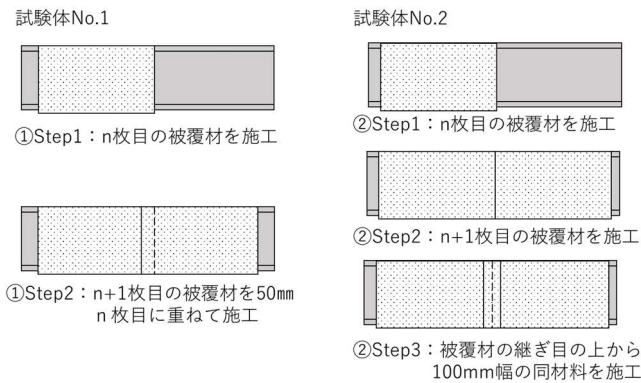 試験体No.1
①Step1：n枚目の被覆材を施工
①Step2：n+1枚目の被覆材を50㎜
n枚目に重ねて施工
試験体No.2
②Step1：n枚目の被覆材を施工
②Step2：n+1枚目の被覆材を施工
②Step3：被覆材の継ぎ目の上から
100mm幅の同材料を施工